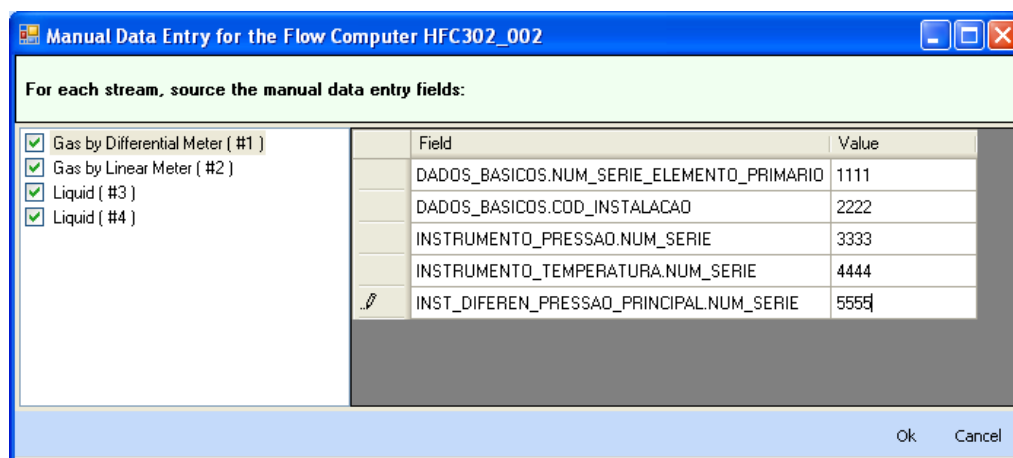 Manual Data Entry for the Flow Computer HFC302_002
For each stream, source the manual data entry fields:
Gas by Differential Meter ( #1 )
Gas by Linear Meter ( #2 )
Liquid ( #3 )
Liquid ( #4 )
Field Value
DADOS_BASICOS.NUM_SERIE_ELEMENTO_PRIMARIO 1111
DADOS_BASICOS.COD_INSTALACAO 2222
INSTRUMENTO_PRESSAO.NUM_SERIE 3333
INSTRUMENTO_TEMPERATURA.NUM_SERIE 4444
INST_DIFEREN_PRESSAO_PRINCIPAL.NUM_SERIE 5555
Ok Cancel